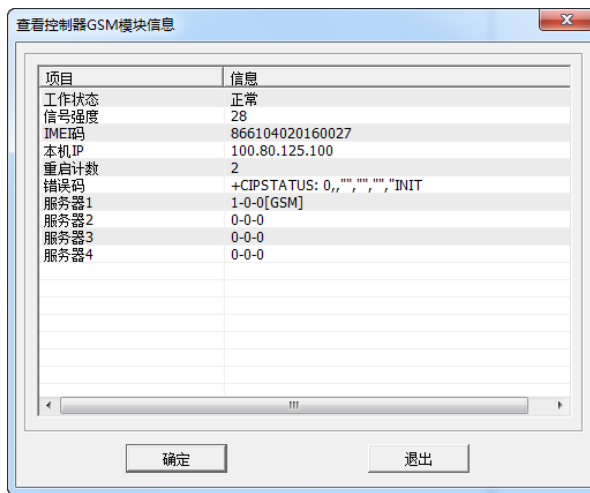 查看控制器GSM模块信息
项目 信息
工作状态 正常
信号强度 28
IMEI码 866104020160027
本机IP 100.80.125.100
重启计数 2
错误码 +CIPSTATUS: 0,,"","","","INIT
服务器1 1-0-0[GSM]
服务器2 0-0-0
服务器3 0-0-0
服务器4 0-0-0
确定 退出